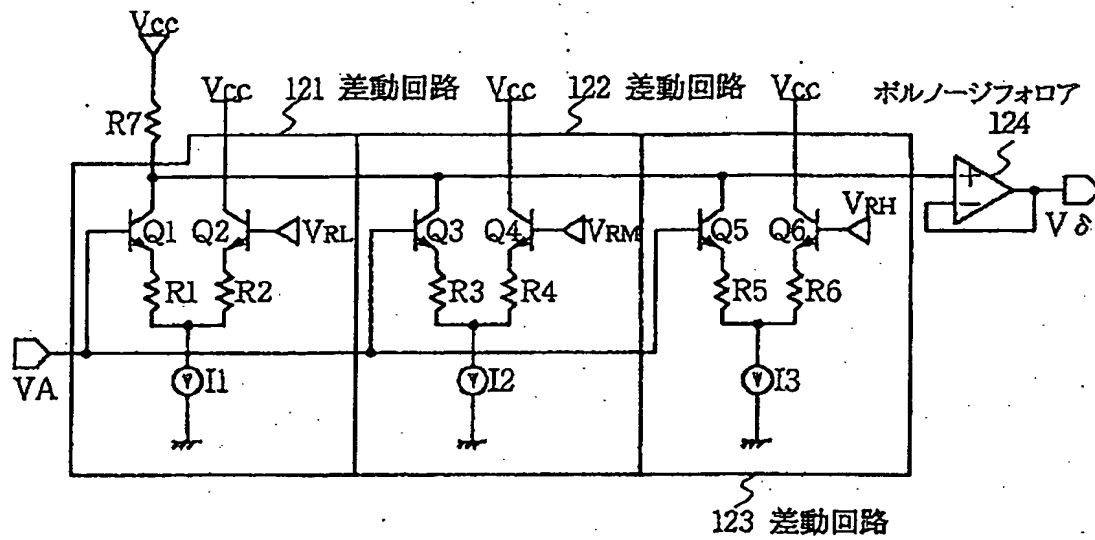 Vcc
Vcc
121 差動回路
Vcc
122 差動回路
Vcc
ボルノージフォロア
124
R7
Q1
Q2
VRL
Q3
Q4
VRM
Q5
Q6
VRH
+
−
Vδ
R1
R2
R3
R4
R5
R6
VA
I1
I2
I3
123 差動回路